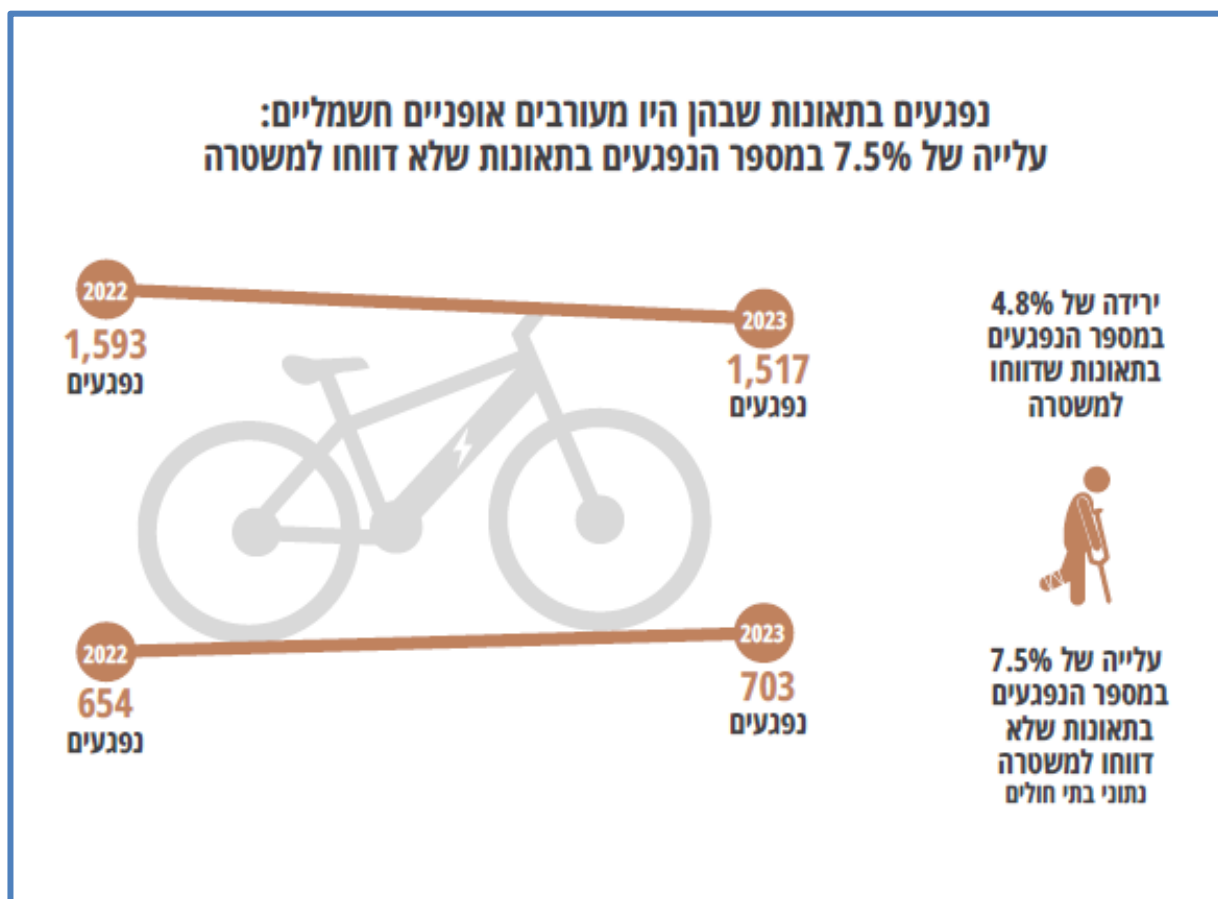 נפגעים בתאונות שבהן היו מעורבים אופניים חשמליים:
עלייה של 7.5% במספר הנפגעים בתאונות שלא דווחו למשטרה
ירידה של 4.8%
במספר הנפגעים
בתאונות שדווחו
למשטרה
2022
1,593
נפגעים
2023
1,517
נפגעים
עלייה של 7.5%
במספר הנפגעים
בתאונות שלא
דווחו למשטרה
נתוני בתי חולים
2022
654
נפגעים
2023
703
נפגעים